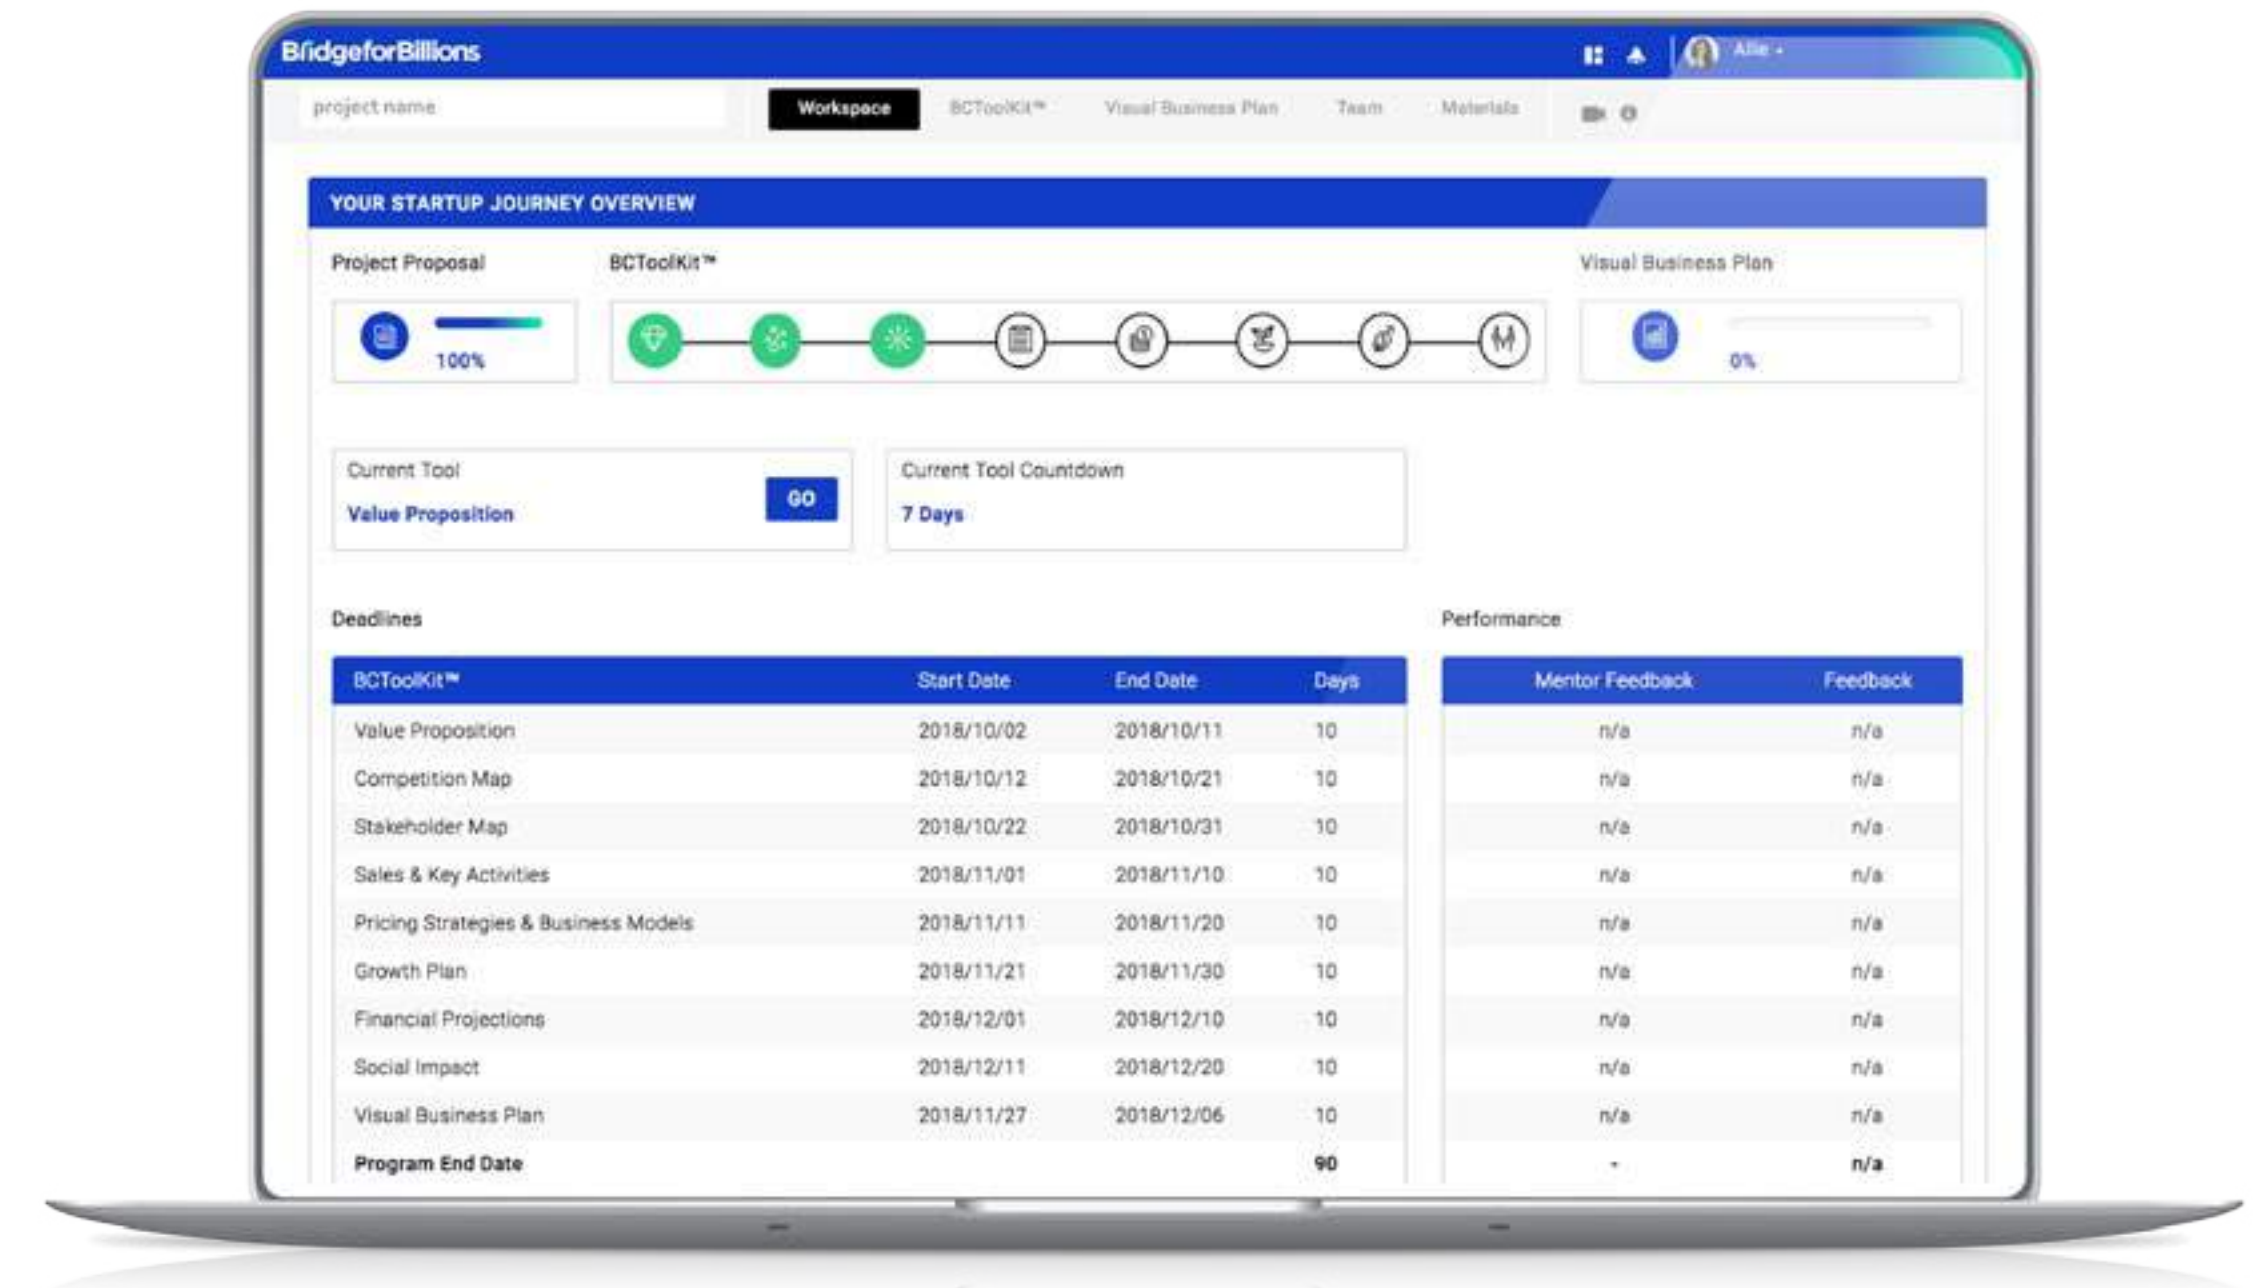 BridgeforBillions
Allie
project name
Workspace BCToolKit™ Visual Business Plan Team Materials
YOUR STARTUP JOURNEY OVERVIEW
Project Proposal BCToolKit™ Visual Business Plan
100% 0%
Current Tool Current Tool Countdown
Value Proposition GO 7 Days
Deadlines Performance
BCToolKit™ Start Date End Date Days Mentor Feedback Feedback
Value Proposition 2018/10/02 2018/10/11 10 n/a n/a
Competition Map 2018/10/12 2018/10/21 10 n/a n/a
Stakeholder Map 2018/10/22 2018/10/31 10 n/a n/a
Sales & Key Activities 2018/11/01 2018/11/10 10 n/a n/a
Pricing Strategies & Business Models 2018/11/11 2018/11/20 10 n/a n/a
Growth Plan 2018/11/21 2018/11/30 10 n/a n/a
Financial Projections 2018/12/01 2018/12/10 10 n/a n/a
Social Impact 2018/12/11 2018/12/20 10 n/a n/a
Visual Business Plan 2018/11/27 2018/12/06 10 n/a n/a
Program End Date 90 - n/a